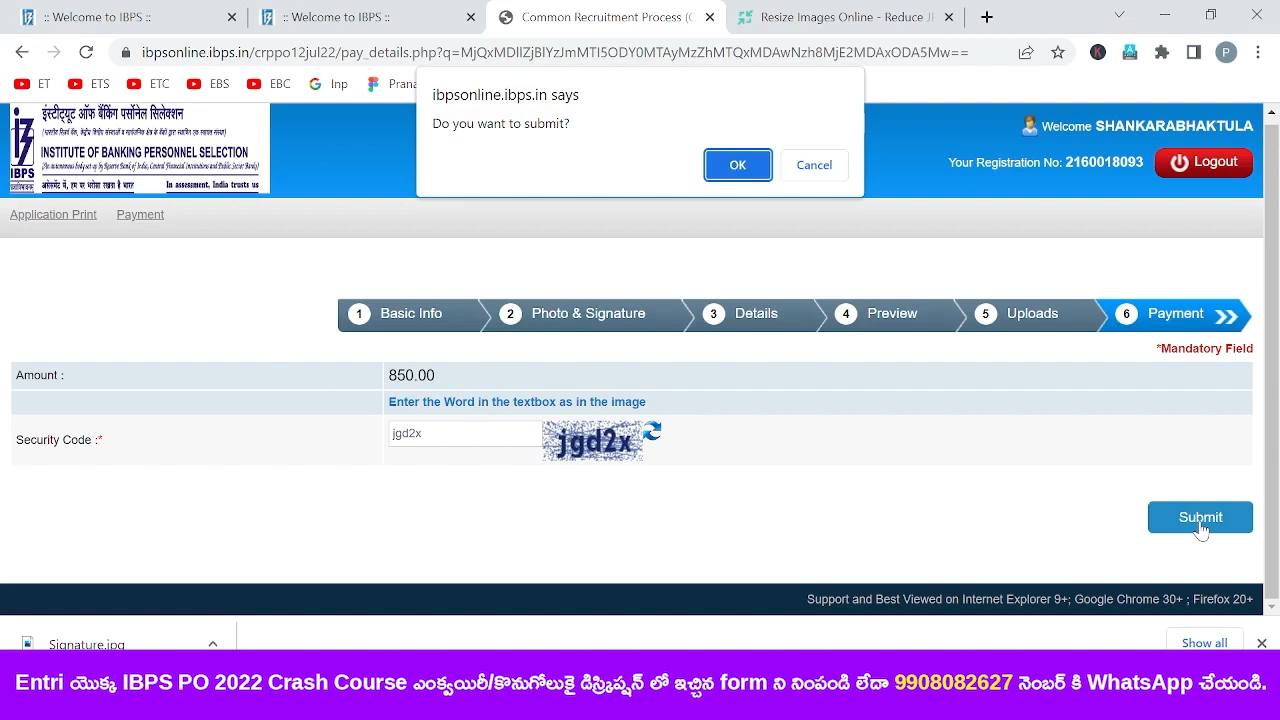 :: Welcome to IBPS ::
:: Welcome to IBPS ::
Common Recruitment Process (C
Resize Images Online - Reduce JP
ibpsonline.ibps.in/crppo12jul22/pay_details.php?q=MjQxMDllZjBlYzJmMTI5ODY0MTAyMzZhMTQxMDAwNzh8MjE2MDAxODA5Mw==
K
P
ET
ETS
ETC
EBS
EBC
Inp
Prana
ibpsonline.ibps.in says
Do you want to submit?
OK
Cancel
इंस्टीट्यूट ऑफ बैंकिंग पर्सोनेल सिलेक्शन
INSTITUTE OF BANKING PERSONNEL SELECTION
IBPS
In assessment, India trusts us
Welcome SHANKARABHAKTULA
Your Registration No: 2160018093
Logout
Application Print
Payment
1 Basic Info
2 Photo & Signature
3 Details
4 Preview
5 Uploads
6 Payment
*Mandatory Field
Amount :
850.00
Enter the Word in the textbox as in the image
Security Code :*
jgd2x
jgd2x
Submit
Support and Best Viewed on Internet Explorer 9+; Google Chrome 30+ ; Firefox 20+
Signature.jpg
Show all
Entri యొక్క IBPS PO 2022 Crash Course ఎంక్వయిరీ/కొనుగోలుకై డిస్క్రిప్షన్ లో ఇచ్చిన form ని నింపండి లేదా 9908082627 నెంబర్ కి WhatsApp చేయండి.